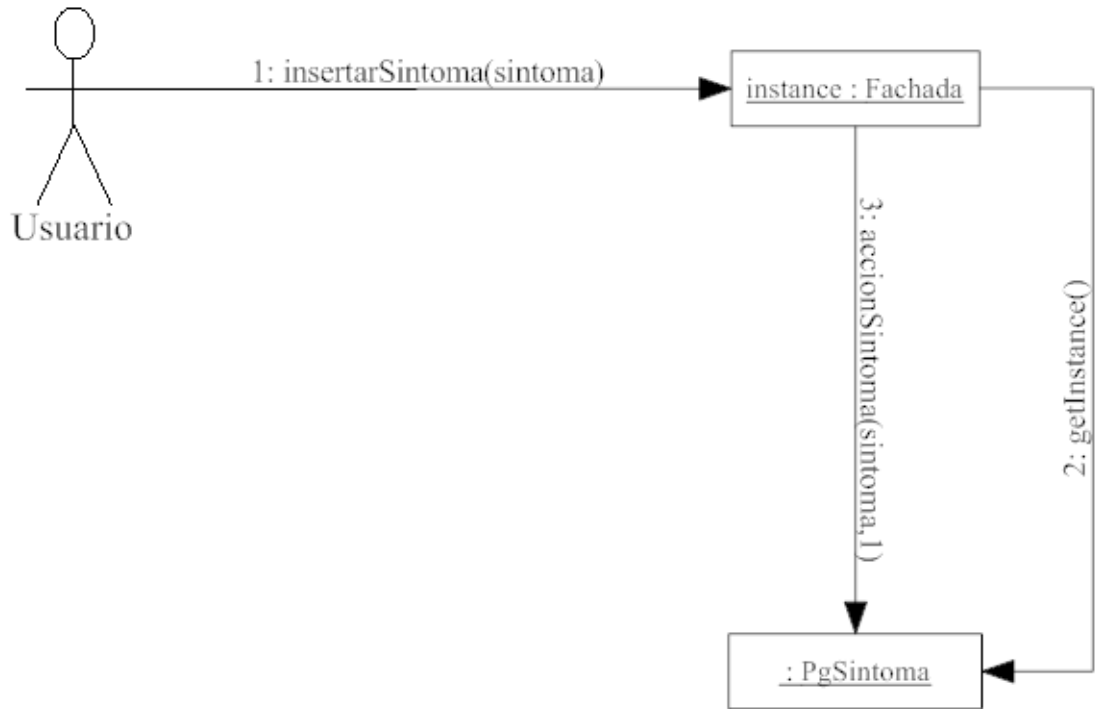 1: insertarSintoma(sintoma)
instance : Fachada
Usuario
3: accionSintoma(sintoma,1)
2: getInstance()
: PgSintoma